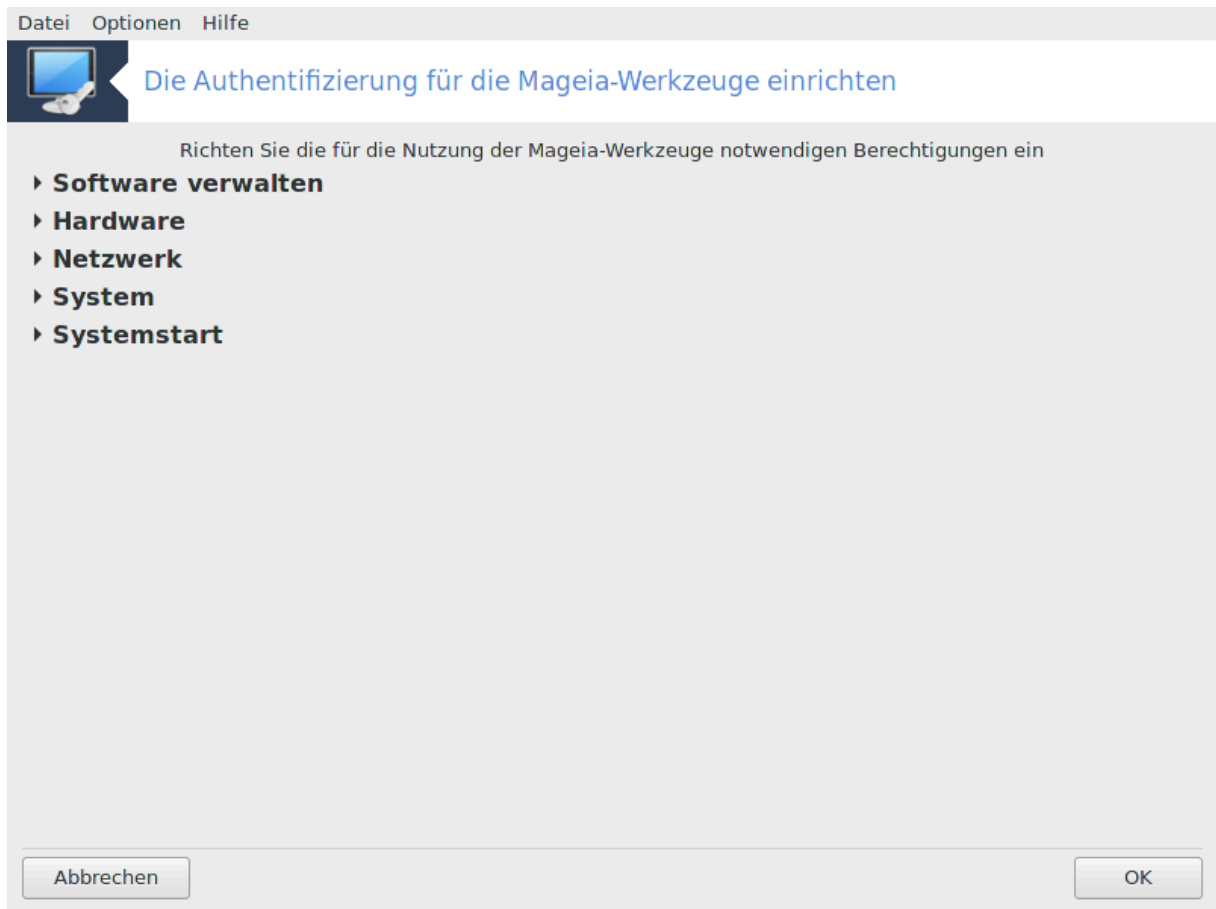 Datei Optionen Hilfe
Die Authentifizierung für die Mageia-Werkzeuge einrichten
Richten Sie die für die Nutzung der Mageia-Werkzeuge notwendigen Berechtigungen ein
Software verwalten
Hardware
Netzwerk
System
Systemstart
Abbrechen OK